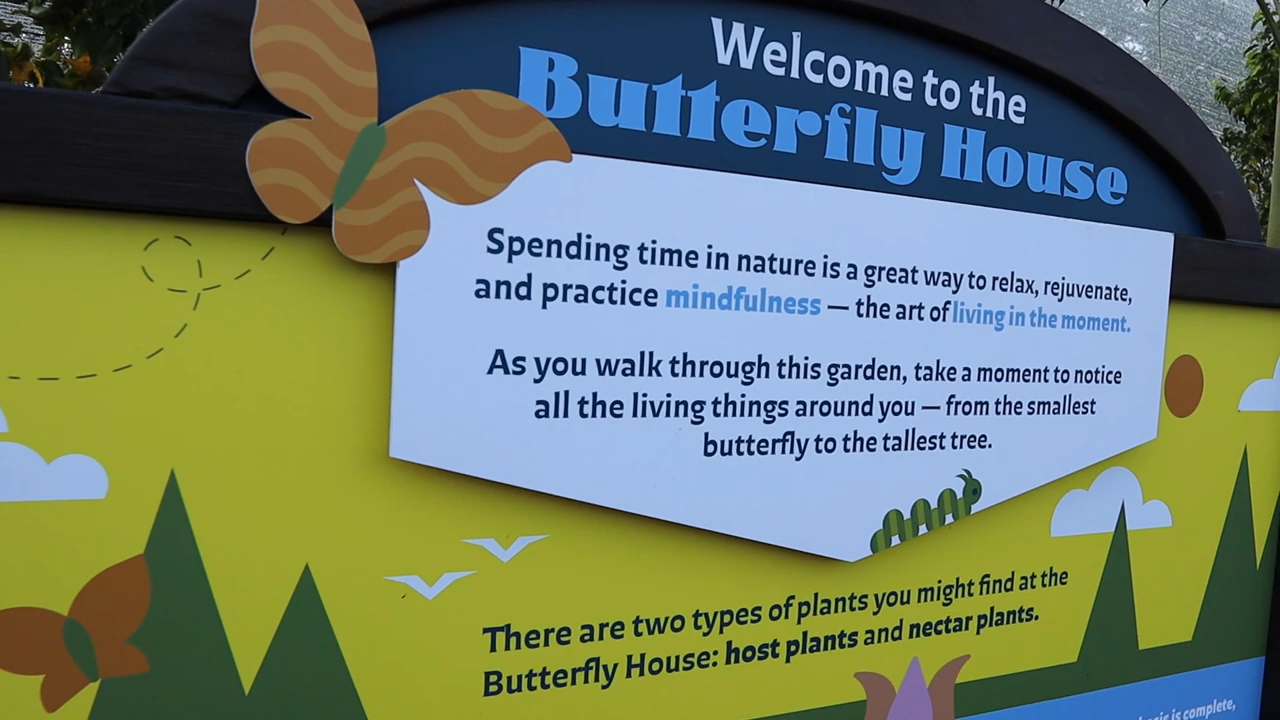 Welcome to the
Butterfly House
Spending time in nature is a great way to relax, rejuvenate,
and practice mindfulness — the art of living in the moment.
As you walk through this garden, take a moment to notice
all the living things around you — from the smallest
butterfly to the tallest tree.
There are two types of plants you might find at the
Butterfly House: host plants and nectar plants.
is complete,